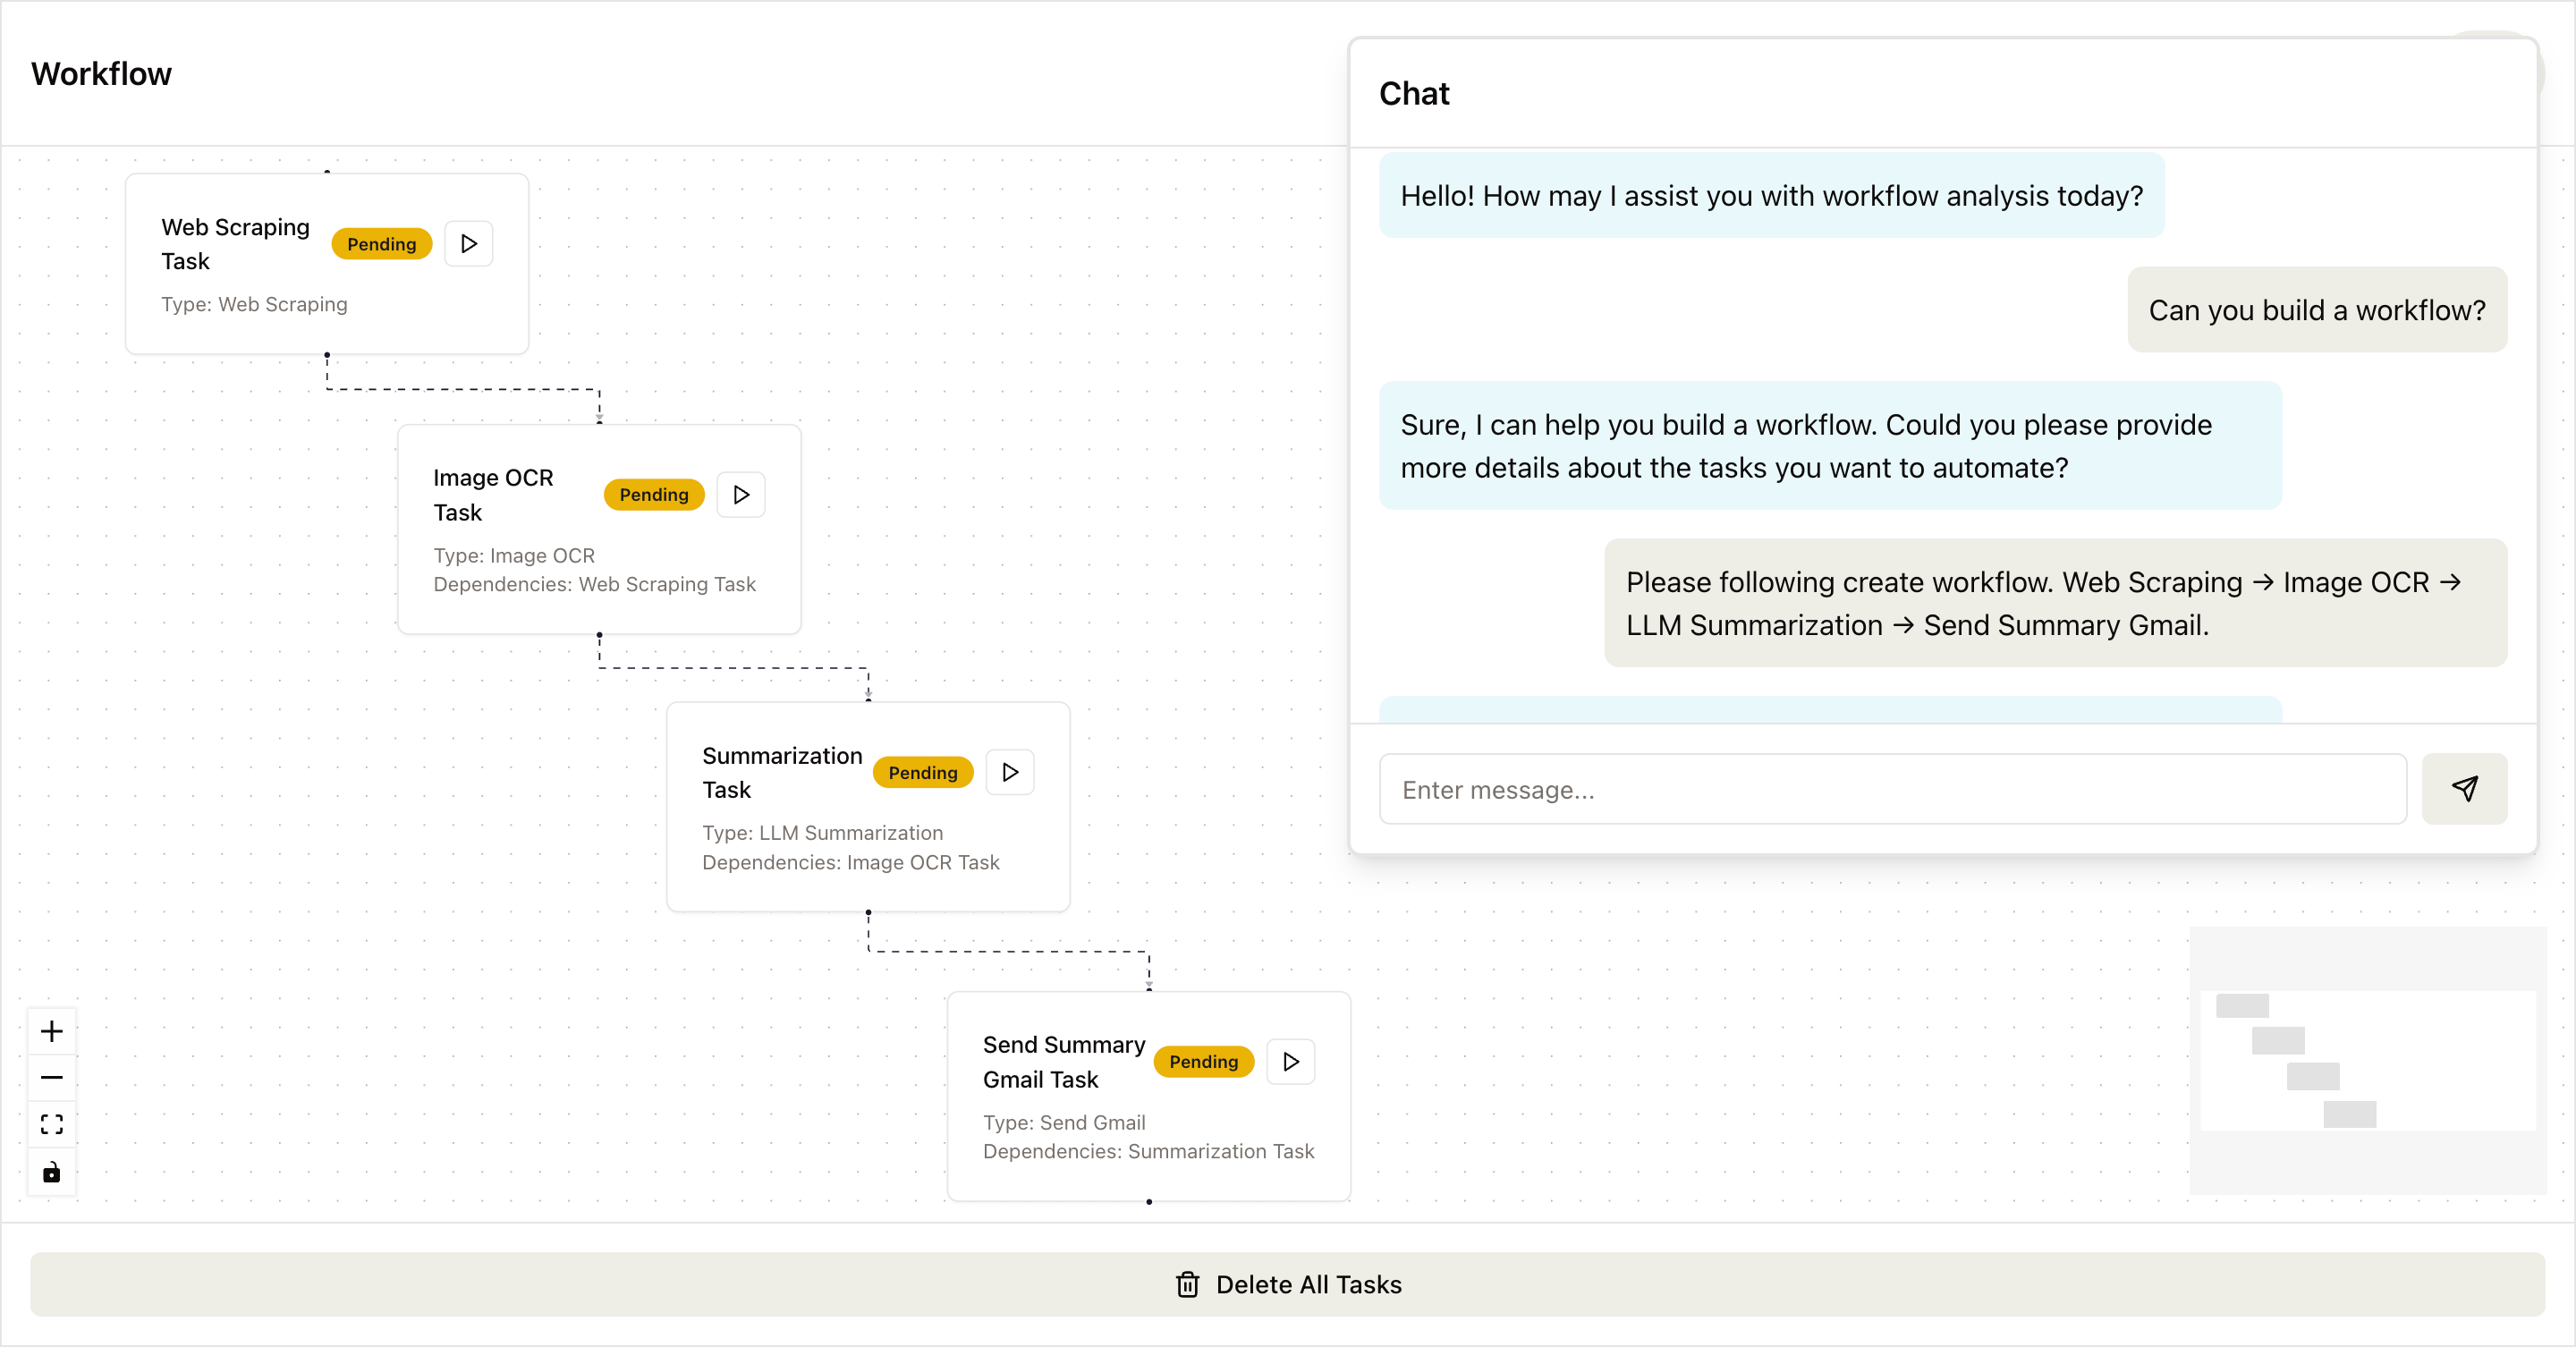 Workflow
Web Scraping
Task
Pending
Type: Web Scraping
Image OCR
Task
Pending
Type: Image OCR
Dependencies: Web Scraping Task
Summarization
Task
Pending
Type: LLM Summarization
Dependencies: Image OCR Task
Send Summary
Gmail Task
Pending
Type: Send Gmail
Dependencies: Summarization Task
Chat
Hello! How may I assist you with workflow analysis today?
Can you build a workflow?
Sure, I can help you build a workflow. Could you please provide
more details about the tasks you want to automate?
Please following create workflow. Web Scraping → Image OCR →
LLM Summarization → Send Summary Gmail.
Enter message...
Delete All Tasks